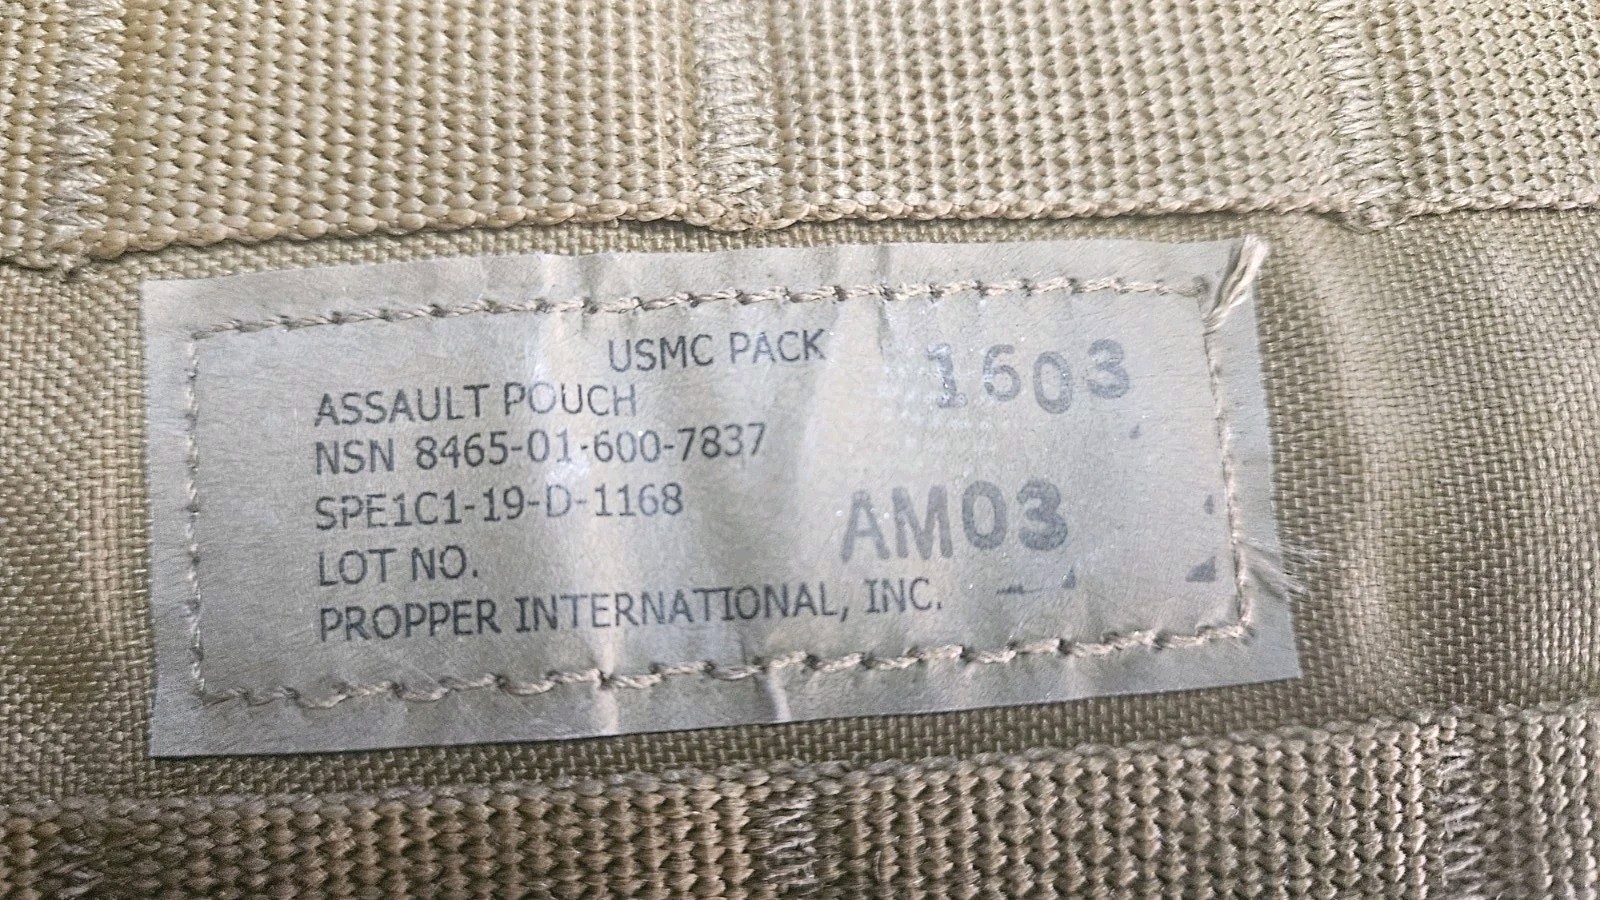 USMC PACK
1603
ASSAULT POUCH
NSN 8465-01-600-7837
SPE1C1-19-D-1168
AM03
LOT NO.
PROPPER INTERNATIONAL, INC.